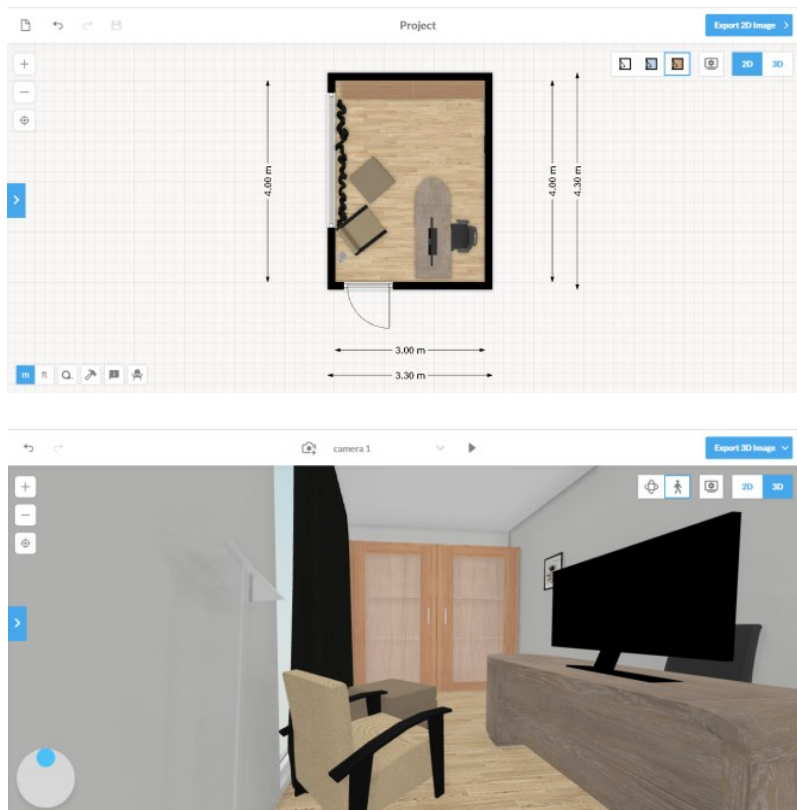 Project
Export 2D Image
2D 3D
4.00 m
4.00 m
4.30 m
3.00 m
3.30 m
m ft
camera 1
Export 3D Image
2D 3D